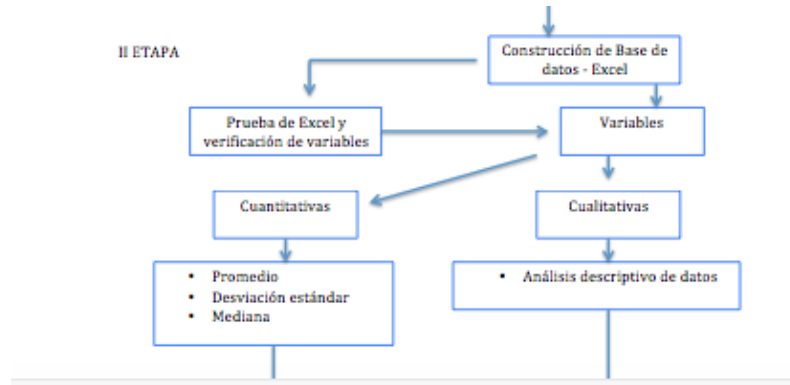 II ETAPA
Construcción de Base de
datos - Excel
Prueba de Excel y
verificación de variables
Variables
Cuantitativas
Cualitativas
• Promedio
• Desviación estándar
• Mediana
• Análisis descriptivo de datos